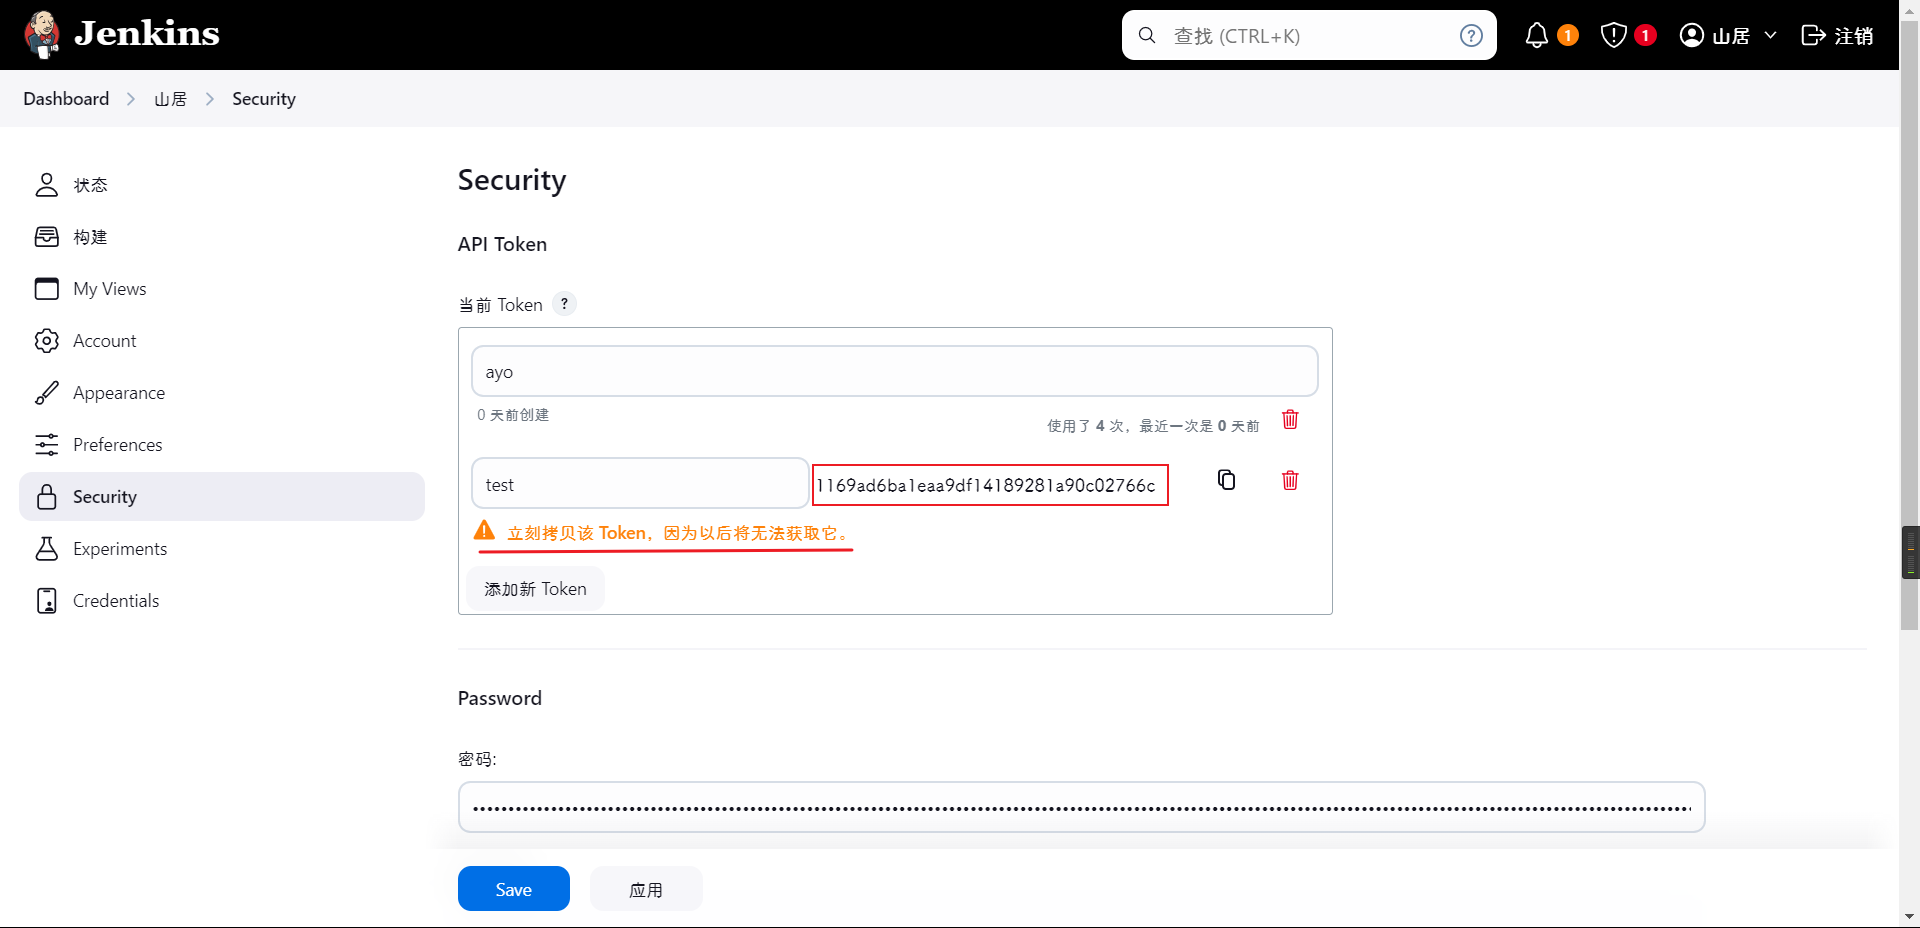 Jenkins
查找 (CTRL+K)
?
1
1
山居
注销
Dashboard
山居
Security
状态
构建
My Views
Account
Appearance
Preferences
Security
Experiments
Credentials
Security
API Token
当前 Token ?
ayo
0 天前创建
使用了 4 次，最近一次是 0 天前
test
1169ad6ba1eaa9df14189281a90c02766c
立刻拷贝该 Token，因为以后将无法获取它。
添加新 Token
Password
密码:
Save
应用